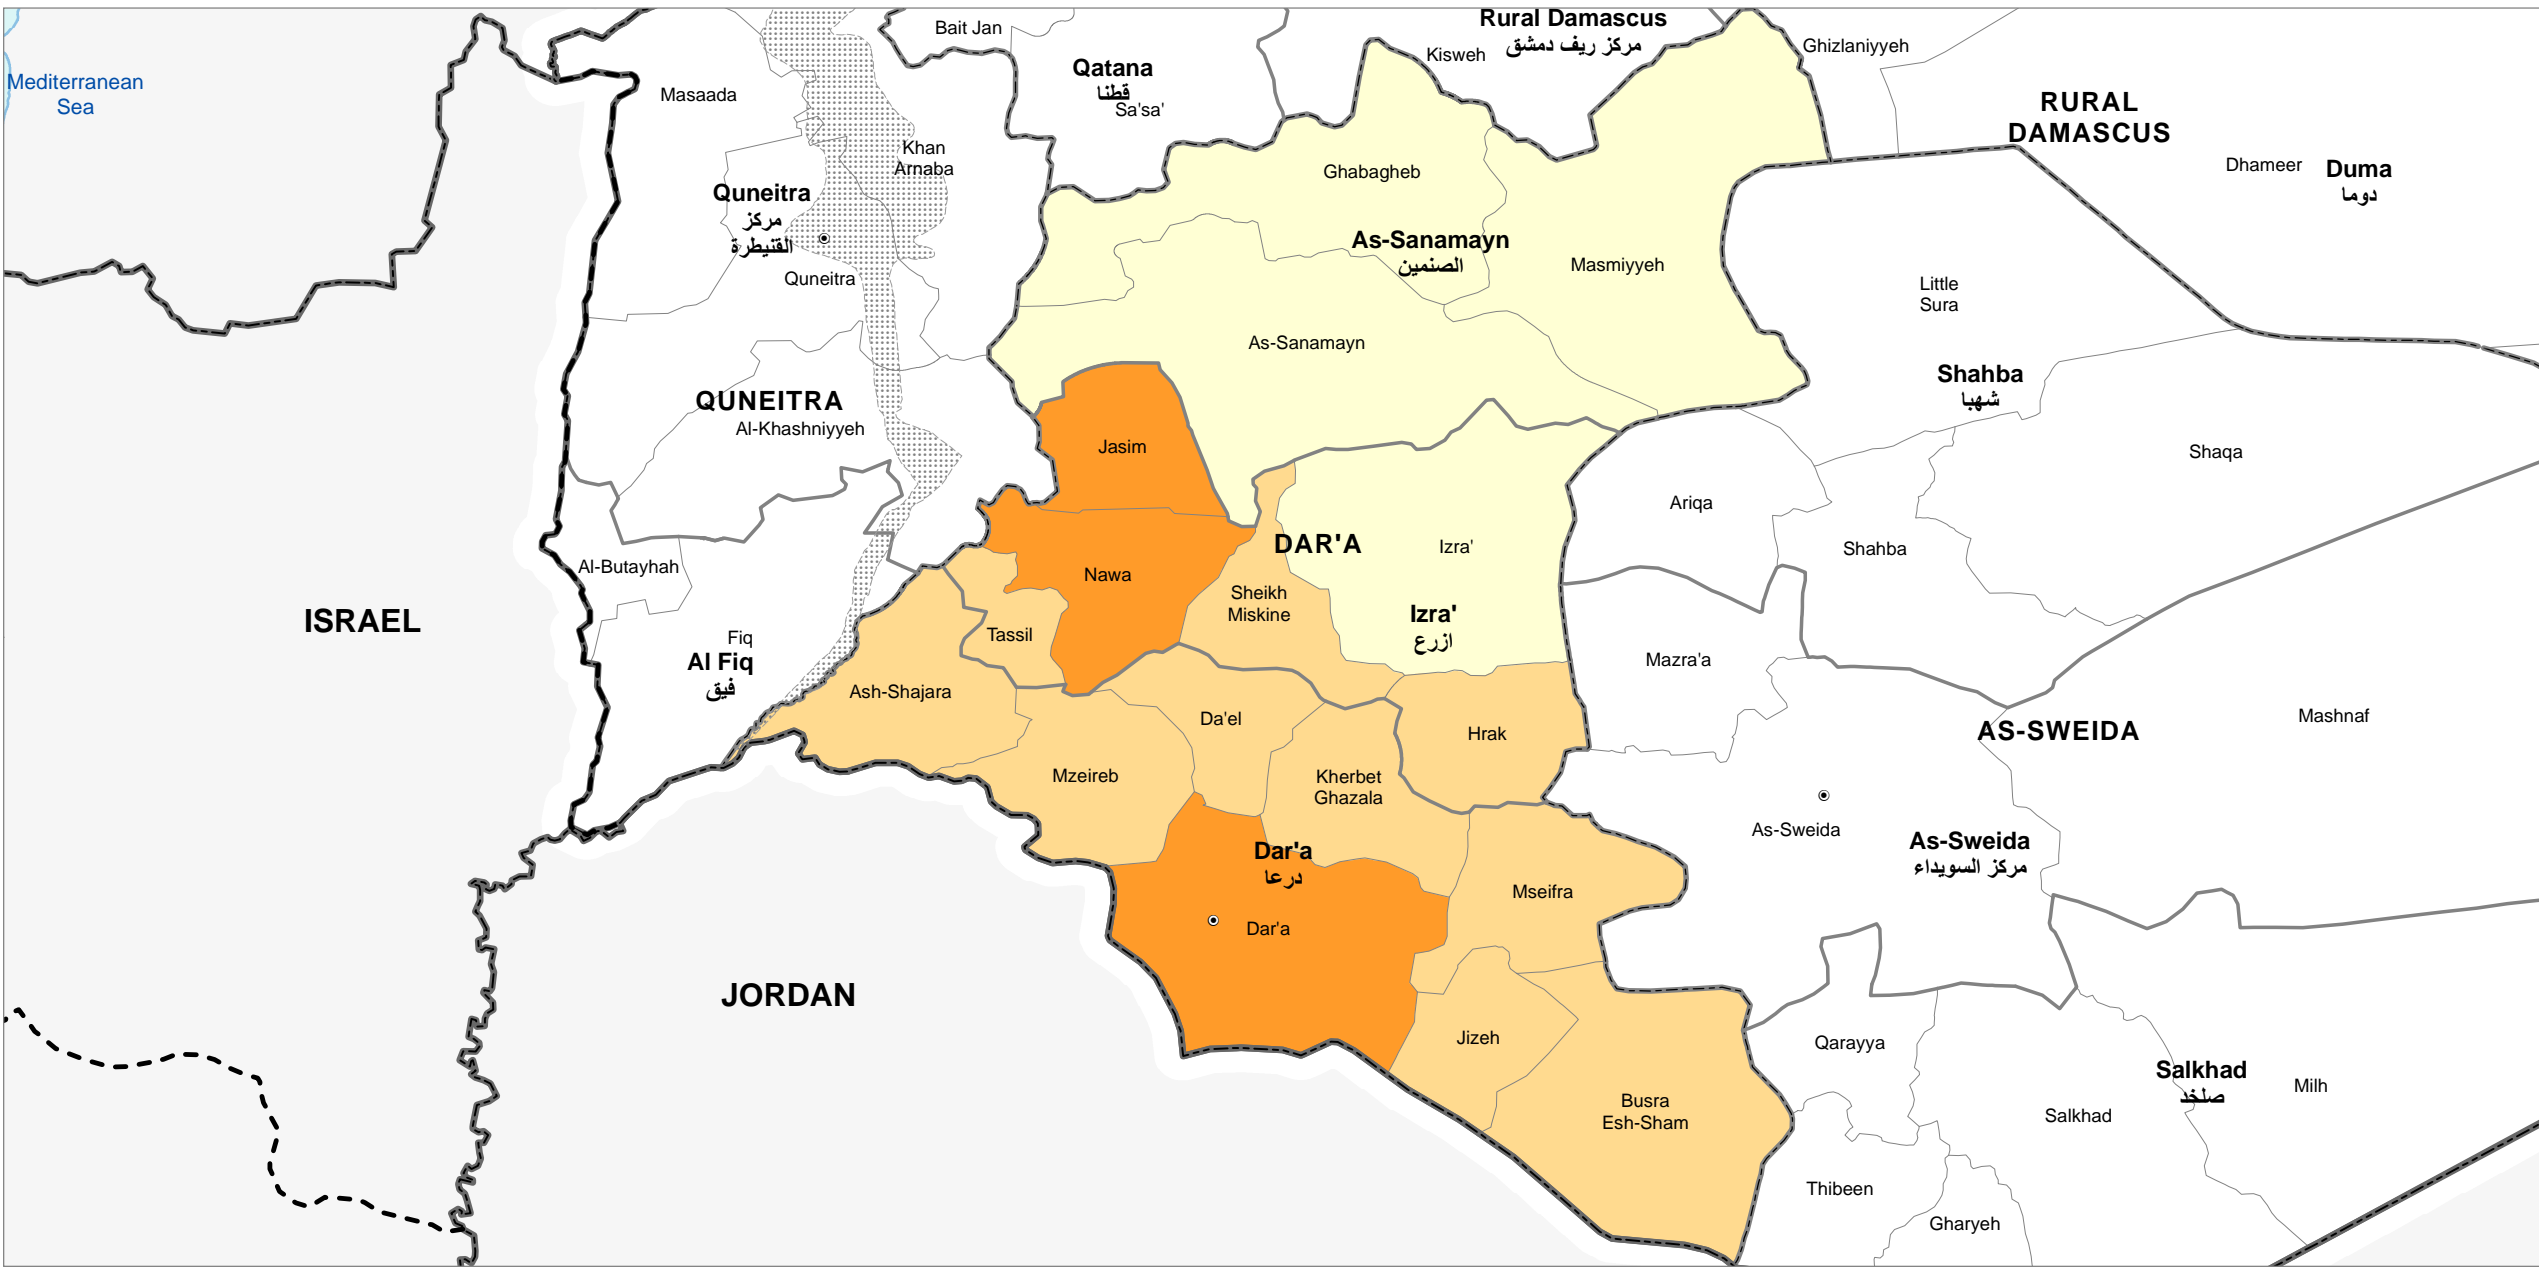 Bait Jan
Rural Damascus
مركز ريف دمشق
Kisweh
Ghizlaniyyeh
Mediterranean
Sea
Masaada
Qatana
قطنا
Sa'sa'
RURAL
DAMASCUS
Khan
Arnaba
Ghabagheb
Dhameer
Duma
دوما
Quneitra
مركز
القنيطرة
As-Sanamayn
الصنمين
Masmiyyeh
Quneitra
Little
Sura
As-Sanamayn
Shahba
شهبا
QUNEITRA
Al-Khashniyyeh
Jasim
Shaqa
Ariqa
DAR'A
Izra'
Shahba
Al-Butayhah
Nawa
Sheikh
Miskine
Izra'
ازرع
ISRAEL
Fiq
Al Fiq
فيق
Tassil
Mazra'a
Ash-Shajara
Da'el
Hrak
AS-SWEIDA
Mashnaf
Mzeireb
Kherbet
Ghazala
As-Sweida
As-Sweida
مركز السويداء
Dar'a
درعا
Mseifra
Dar'a
JORDAN
Jizeh
Qarayya
Salkhad
صلخد
Milh
Busra
Esh-Sham
Salkhad
Thibeen
Gharyeh